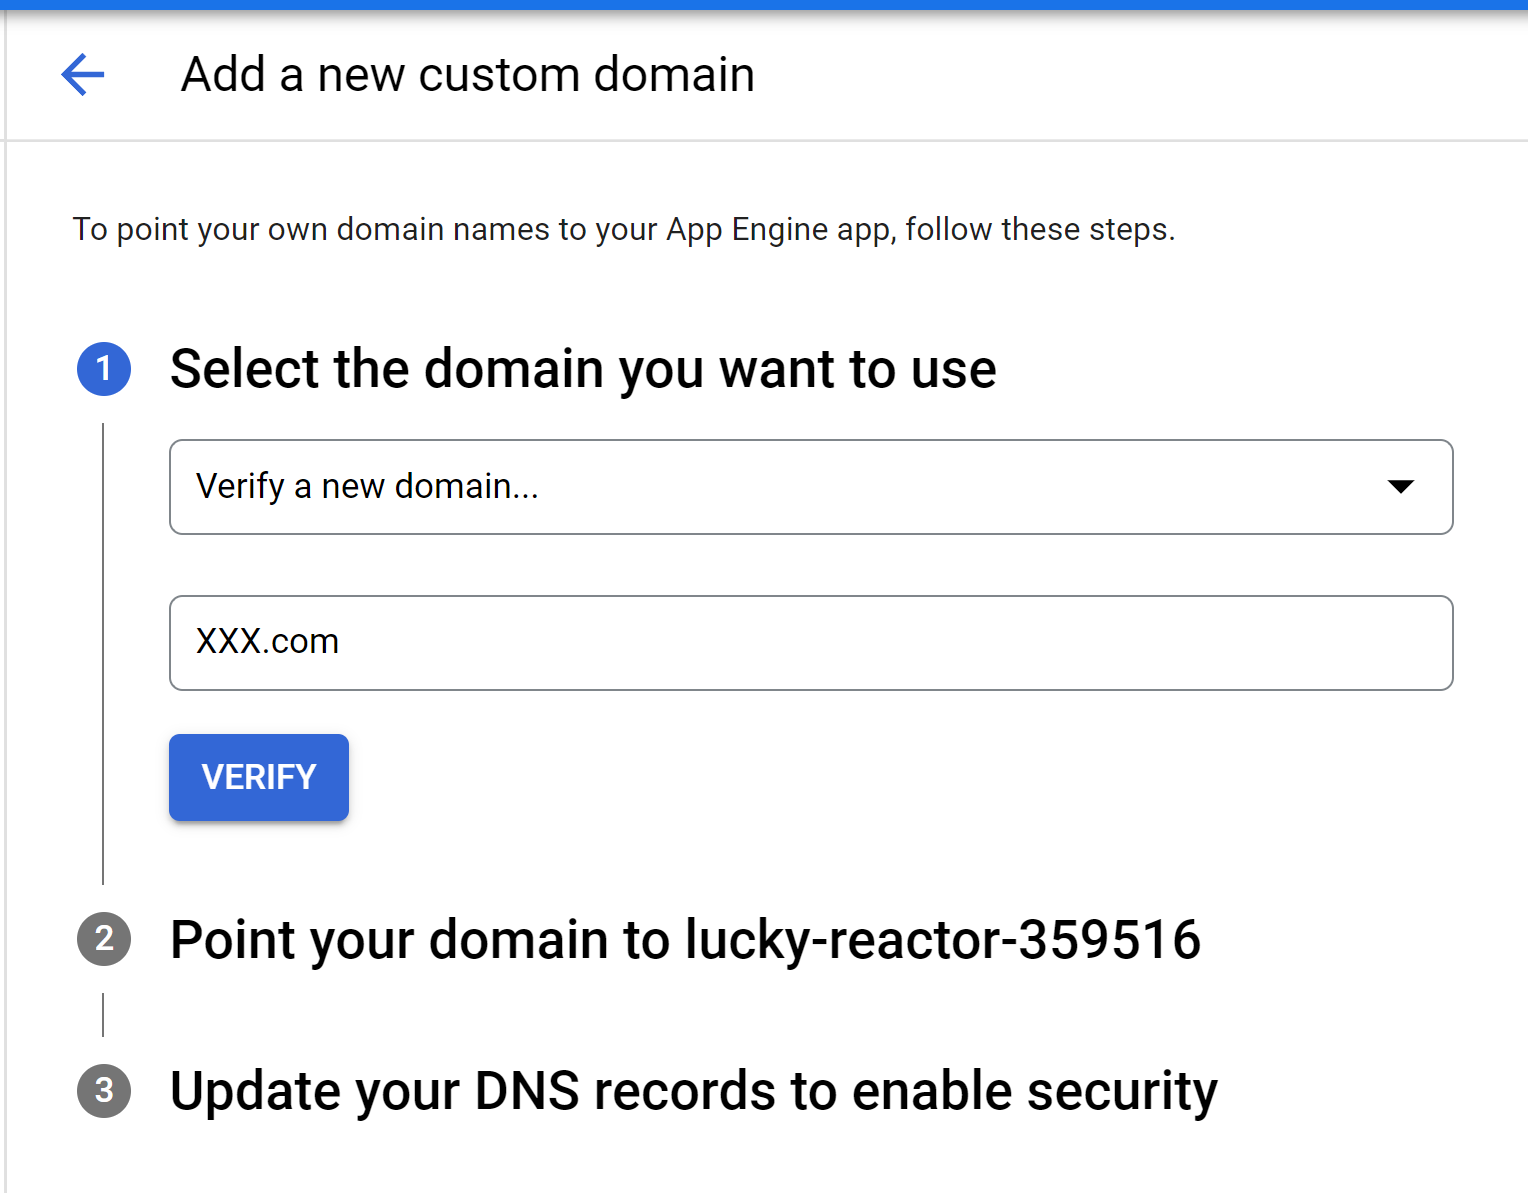 Add a new custom domain
To point your own domain names to your App Engine app, follow these steps.
1 Select the domain you want to use
Verify a new domain...
XXX.com
VERIFY
2 Point your domain to lucky-reactor-359516
3 Update your DNS records to enable security